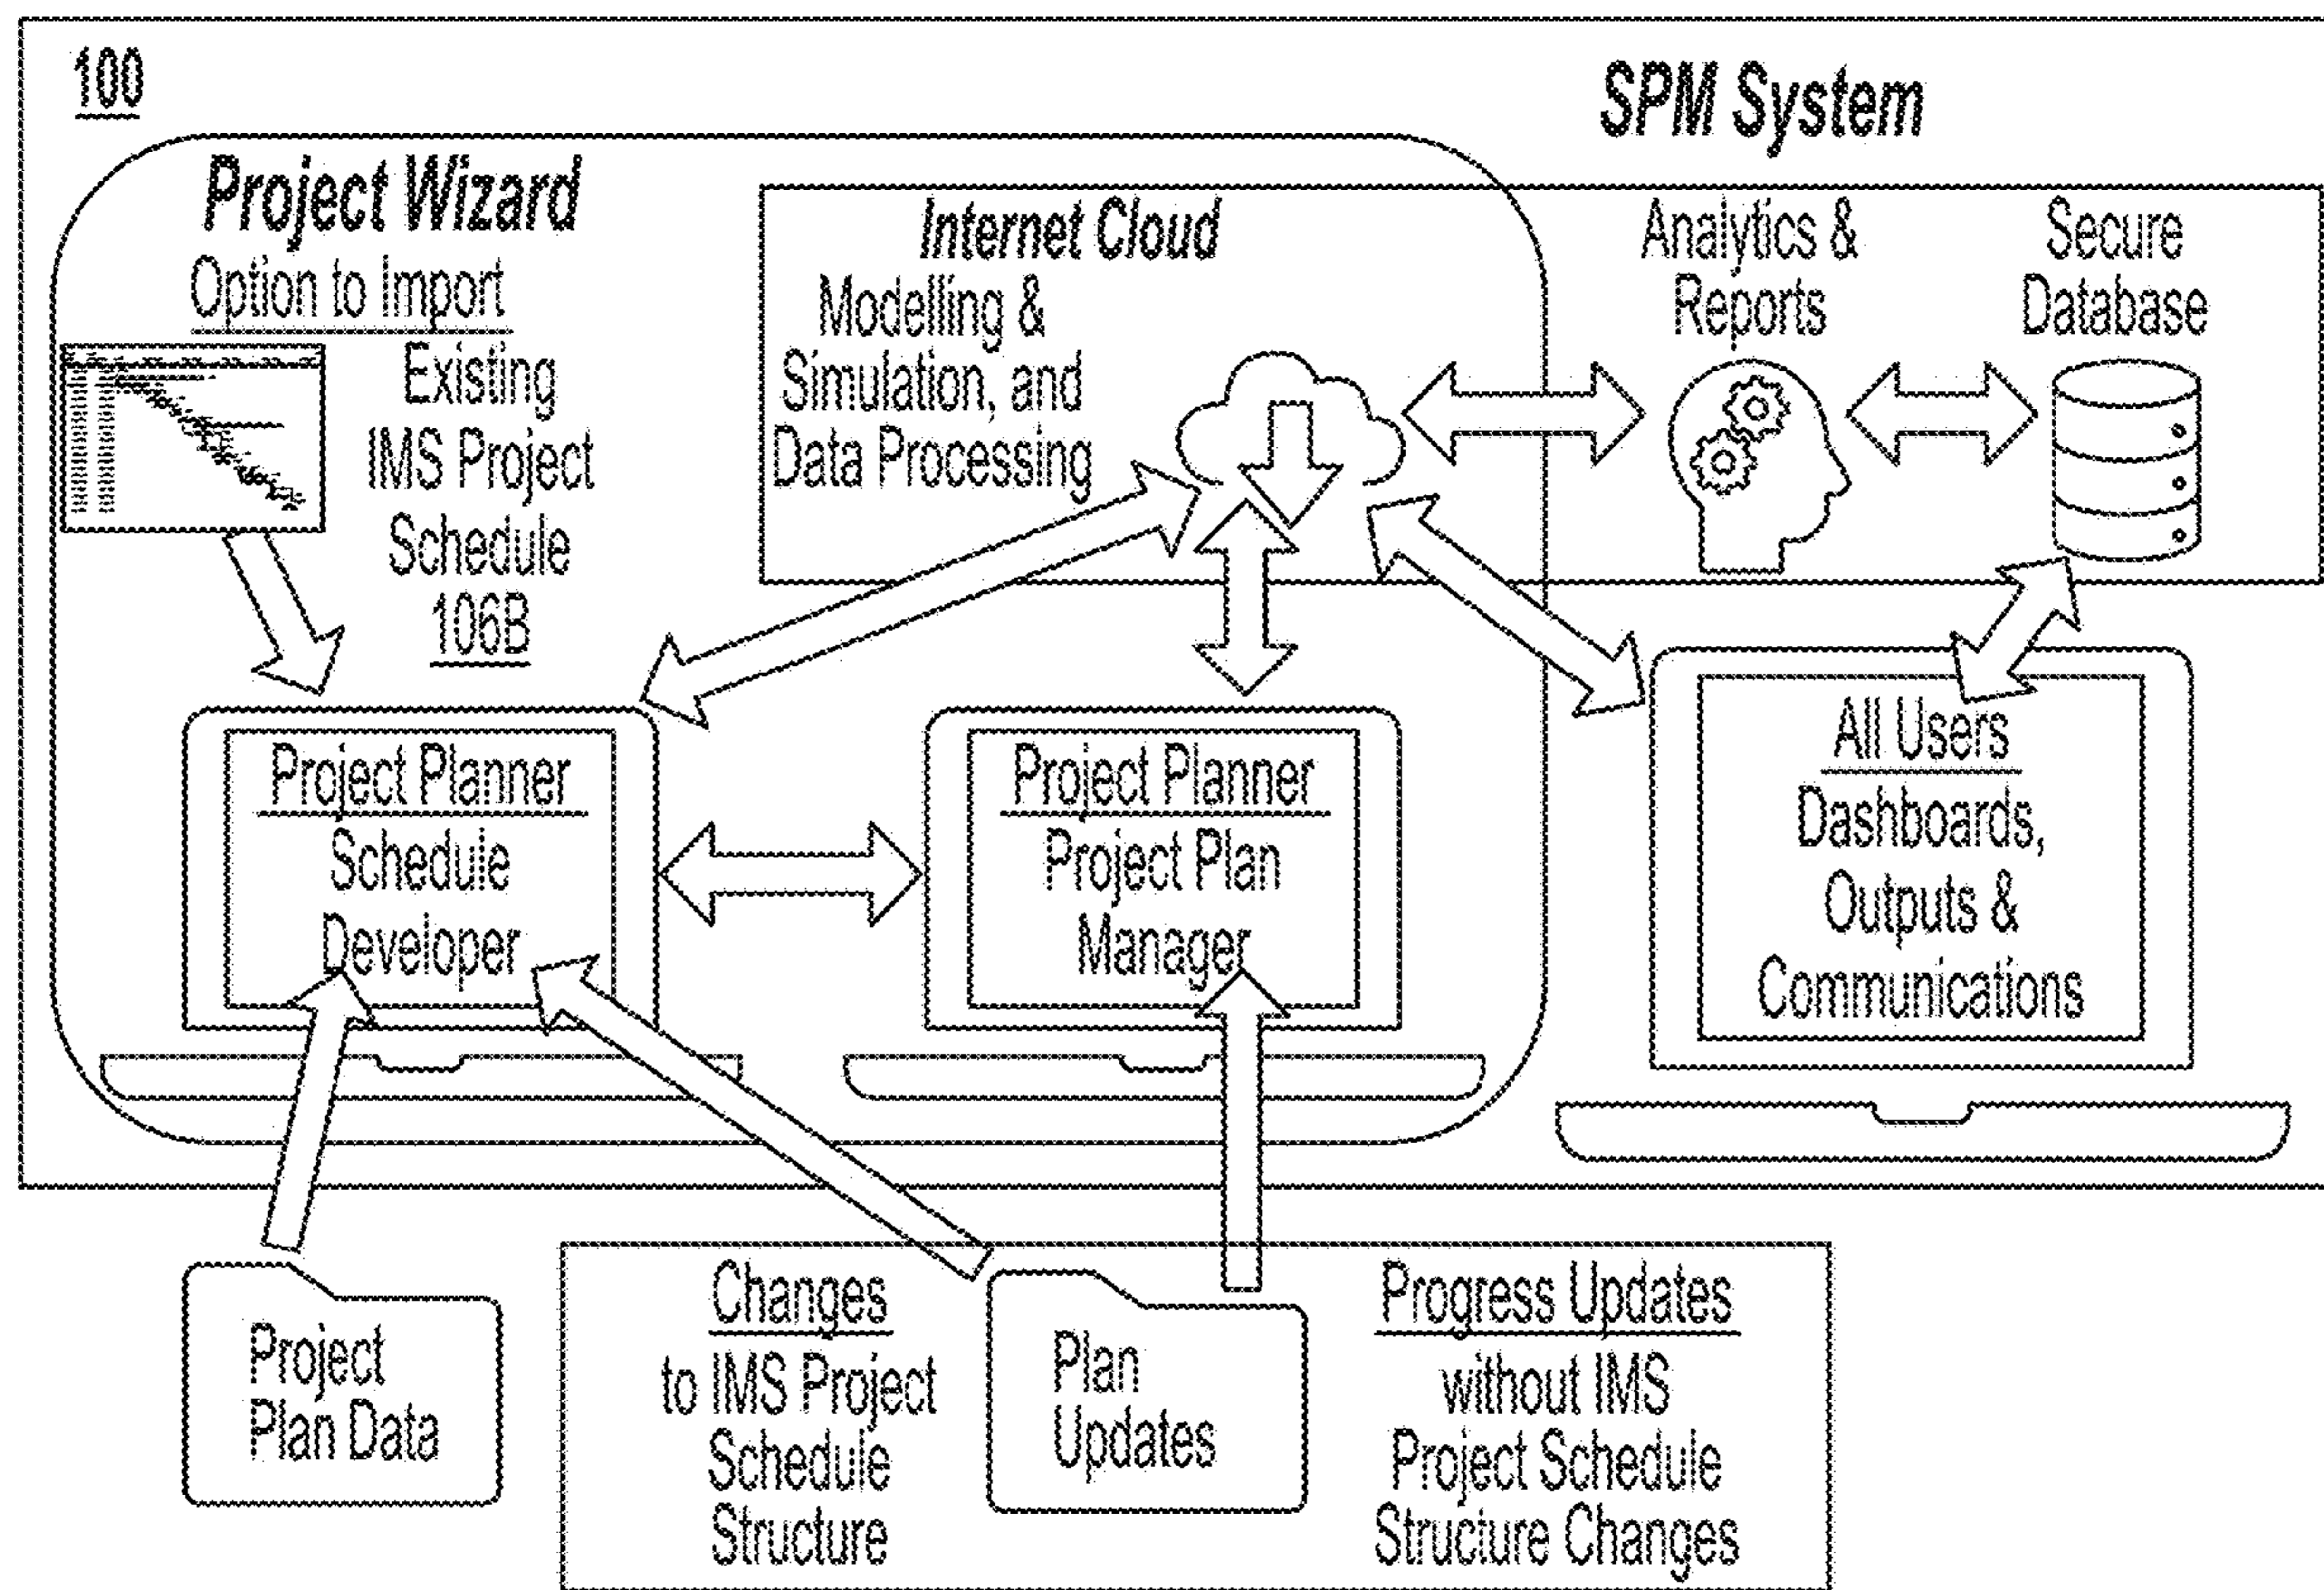 100
SPM System
Project Wizard
Option to Import
Existing
IMS Project
Schedule
106B
Internet Cloud
Modelling &
Simulation, and
Data Processing
Analytics &
Reports
Secure
Database
Project Planner
Schedule
Developer
Project Planner
Project Plan
Manager
All Users
Dashboards,
Outputs &
Communications
Project
Plan Data
Changes
to IMS Project
Schedule
Structure
Plan
Updates
Progress Updates
without IMS
Project Schedule
Structure Changes